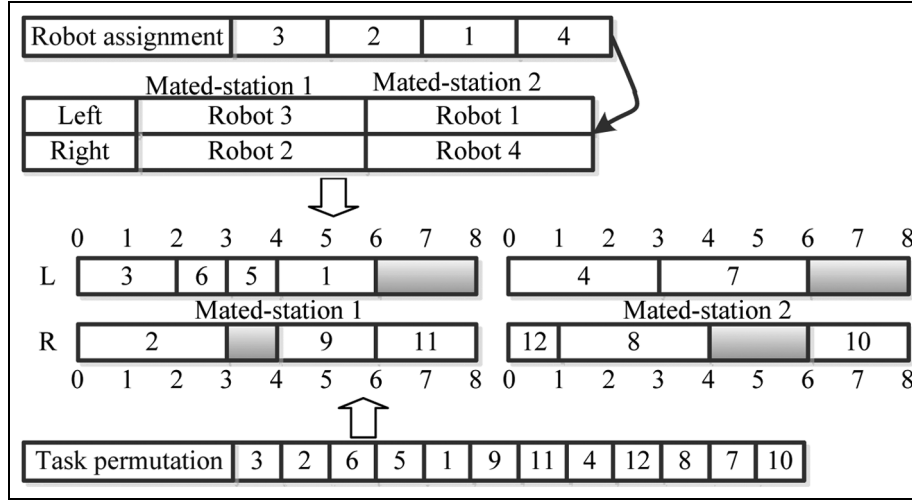 Robot assignment 3 2 1 4
Mated-station 1 Mated-station 2
Left Robot 3 Robot 1
Right Robot 2 Robot 4
0 1 2 3 4 5 6 7 8 0 1 2 3 4 5 6 7 8
L 3 6 5 1 4 7
Mated-station 1 Mated-station 2
R 2 9 11 12 8 10
0 1 2 3 4 5 6 7 8 0 1 2 3 4 5 6 7 8
Task permutation 3 2 6 5 1 9 11 4 12 8 7 10